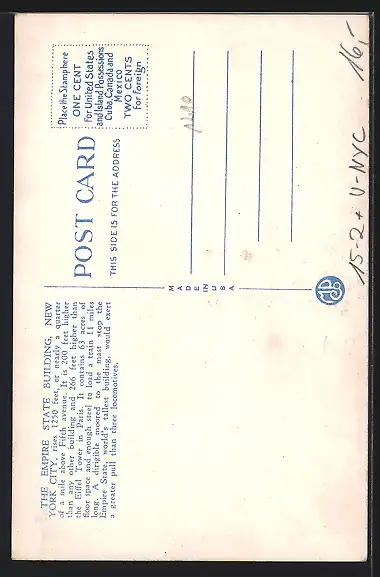 THE EMPIRE STATE BUILDING, NEW
YORK CITY, rises 1250 feet, or nearly a quarter
of a mile above Fifth avenue. It is 200 feet higher
than any other building and 266 feet higher than
the Eiffel Tower in Paris. It contains 63 acres of
floor space and enough steel to load a train 11 miles
long. A dirigible moored to the mast atop the
Empire State, world's tallest building, would exert
a greater pull than three locomotives.
POST CARD
THIS SIDE IS FOR THE ADDRESS
Place the Stamp here
ONE CENT
For United States
and Island Possessions
Cuba, Canada and
Mexico
TWO CENTS
For Foreign
MADE IN USA
15-2+ U-NYC 16,-